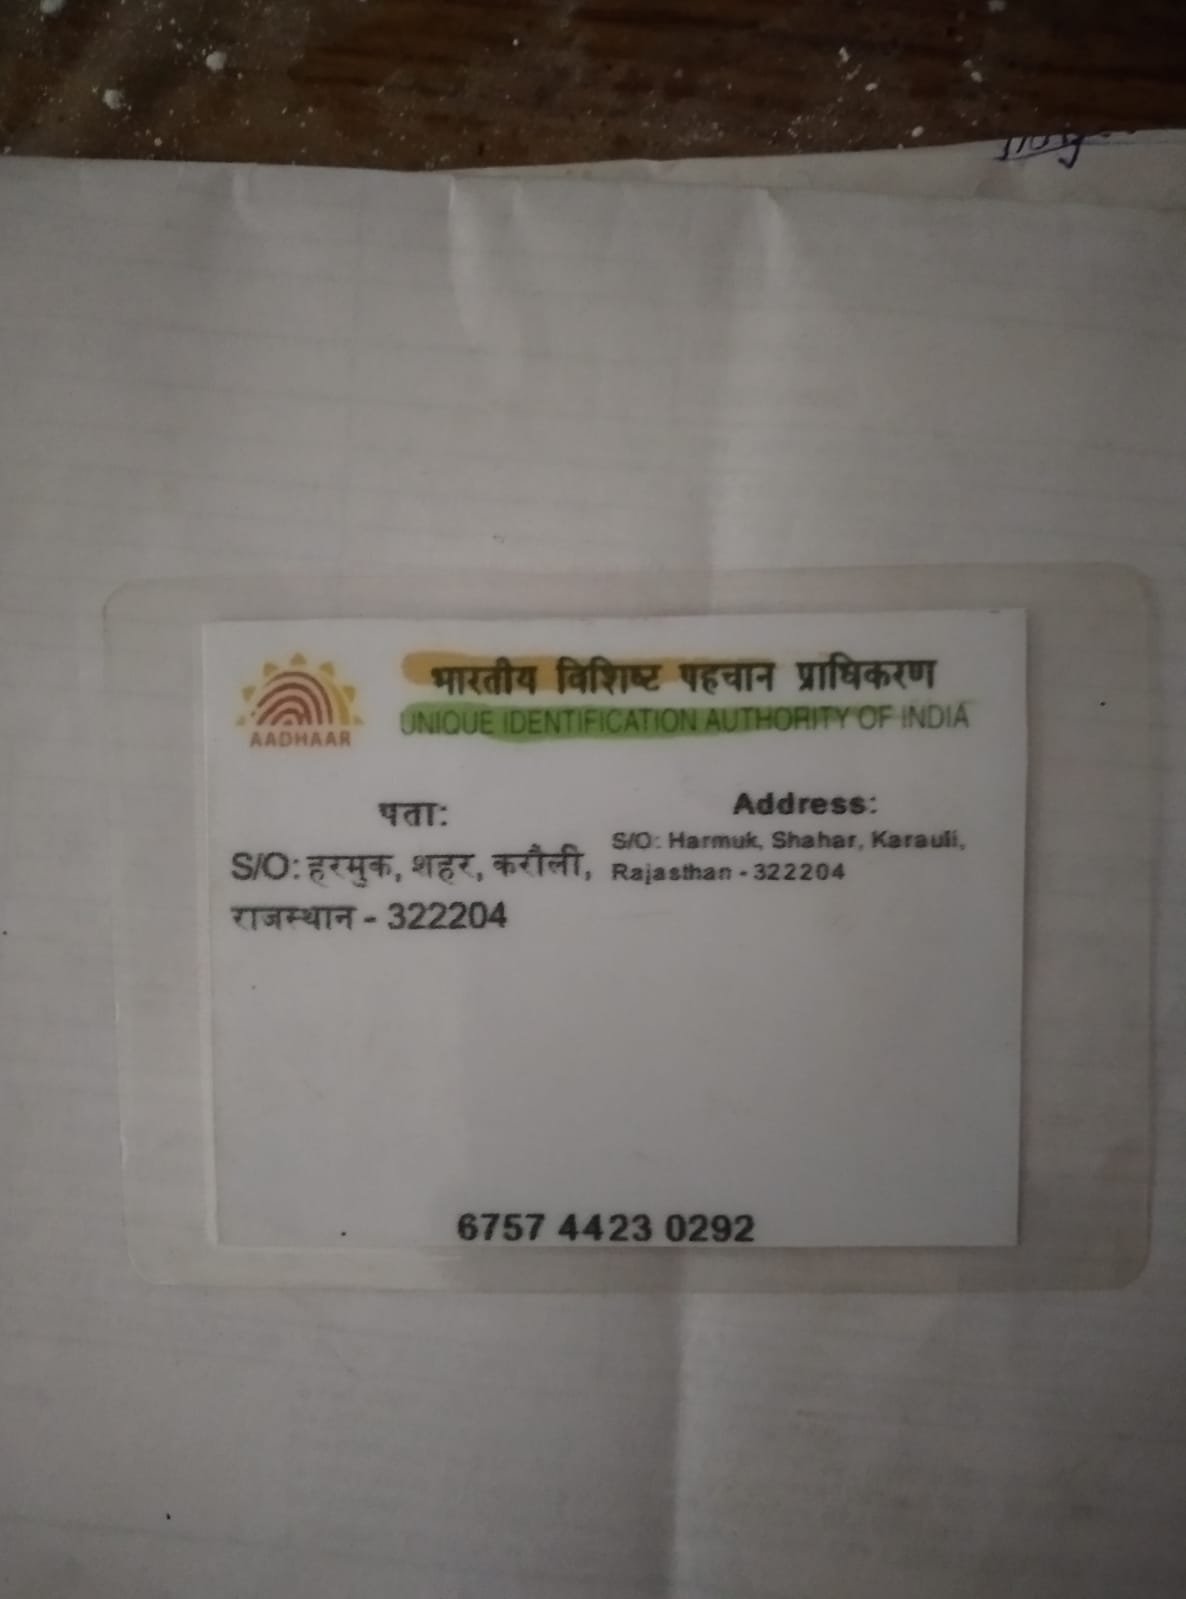 भारतीय विशिष्ट पहचान प्राधिकरण
UNIQUE IDENTIFICATION AUTHORITY OF INDIA
AADHAAR
पता:
S/O: हरमुक, शहर, करौली,
राजस्थान - 322204
Address:
S/O: Harmuk, Shahar, Karauli,
Rajasthan - 322204
6757 4423 0292